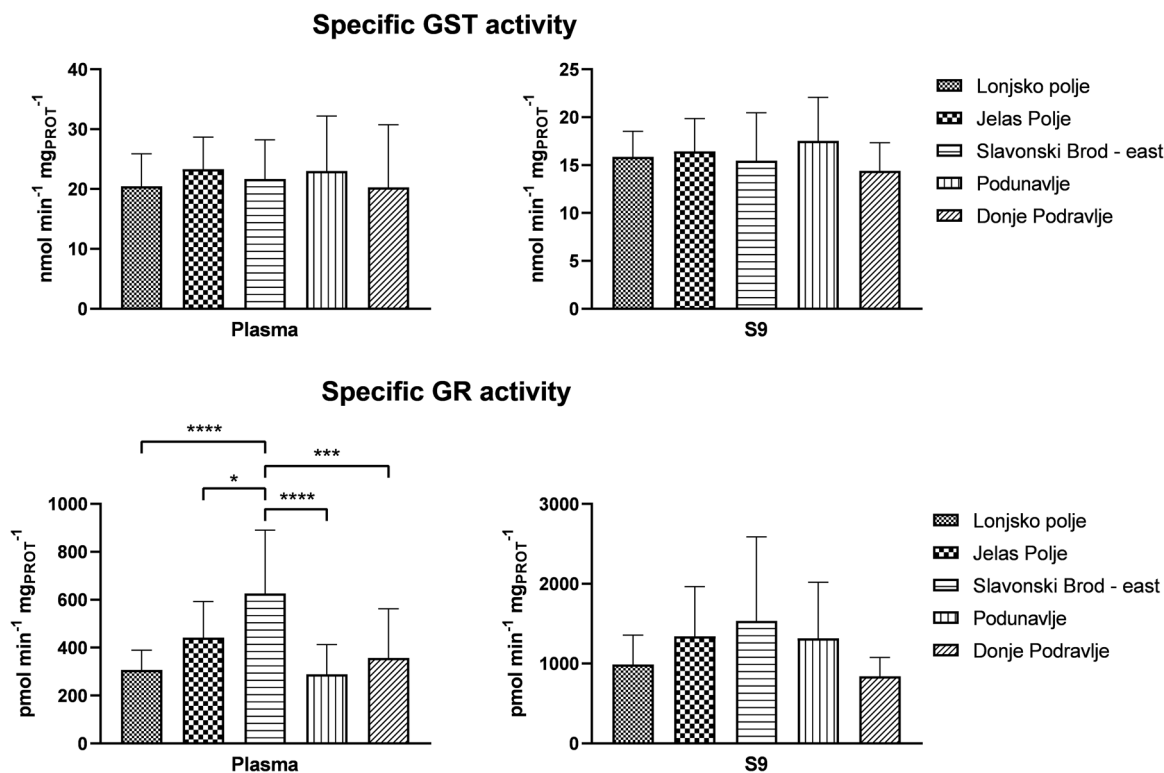 Specific GST activity
nmol min-1 mgPROT-1
40
30
20
10
0
Plasma
nmol min-1 mgPROT-1
25
20
15
10
5
0
S9
Lonjsko polje
Jelas Polje
Slavonski Brod - east
Podunavlje
Donje Podravlje
Specific GR activity
****
***
*
****
pmol min-1 mgPROT-1
1000
800
600
400
200
0
Plasma
pmol min-1 mgPROT-1
3000
2000
1000
0
S9
Lonjsko polje
Jelas Polje
Slavonski Brod - east
Podunavlje
Donje Podravlje